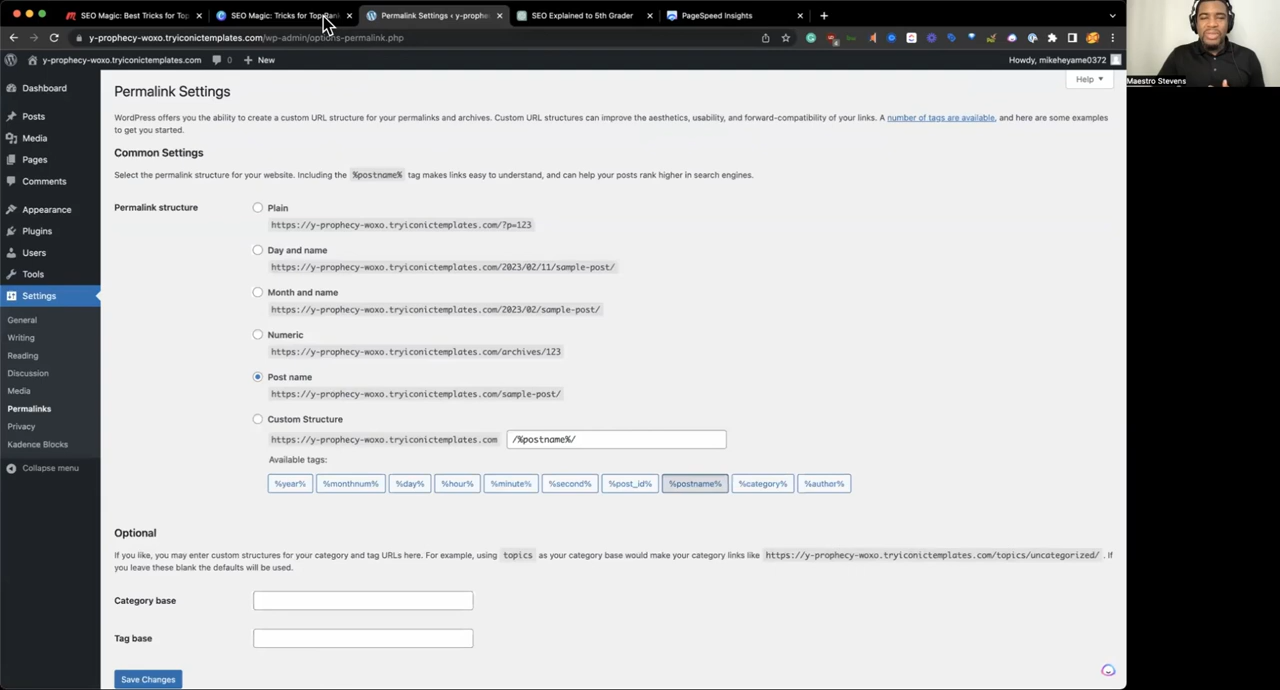 SEO Magic: Best Tricks for Top
SEO Magic: Tricks for Top Rank
Permalink Settings ‹ y-prophe
SEO Explained to 5th Grader
PageSpeed Insights
y-prophecy-woxo.tryiconictemplates.com/wp-admin/options-permalink.php
y-prophecy-woxo.tryiconictemplates.com
0
New
Howdy, mikeheyame0372
Maestro Stevens
Help
Dashboard
Posts
Media
Pages
Comments
Appearance
Plugins
Users
Tools
Settings
General
Writing
Reading
Discussion
Media
Permalinks
Privacy
Kadence Blocks
Collapse menu
Permalink Settings
WordPress offers you the ability to create a custom URL structure for your permalinks and archives. Custom URL structures can improve the aesthetics, usability, and forward-compatibility of your links. A number of tags are available, and here are some examples
to get you started.
Common Settings
Select the permalink structure for your website. Including the %postname% tag makes links easy to understand, and can help your posts rank higher in search engines.
Permalink structure
Plain
https://y-prophecy-woxo.tryiconictemplates.com/?p=123
Day and name
https://y-prophecy-woxo.tryiconictemplates.com/2023/02/11/sample-post/
Month and name
https://y-prophecy-woxo.tryiconictemplates.com/2023/02/sample-post/
Numeric
https://y-prophecy-woxo.tryiconictemplates.com/archives/123
Post name
https://y-prophecy-woxo.tryiconictemplates.com/sample-post/
Custom Structure
https://y-prophecy-woxo.tryiconictemplates.com /%postname%/
Available tags:
%year% %monthnum% %day% %hour% %minute% %second% %post_id% %postname% %category% %author%
Optional
If you like, you may enter custom structures for your category and tag URLs here. For example, using topics as your category base would make your category links like https://y-prophecy-woxo.tryiconictemplates.com/topics/uncategorized/ . If
you leave these blank the defaults will be used.
Category base
Tag base
Save Changes